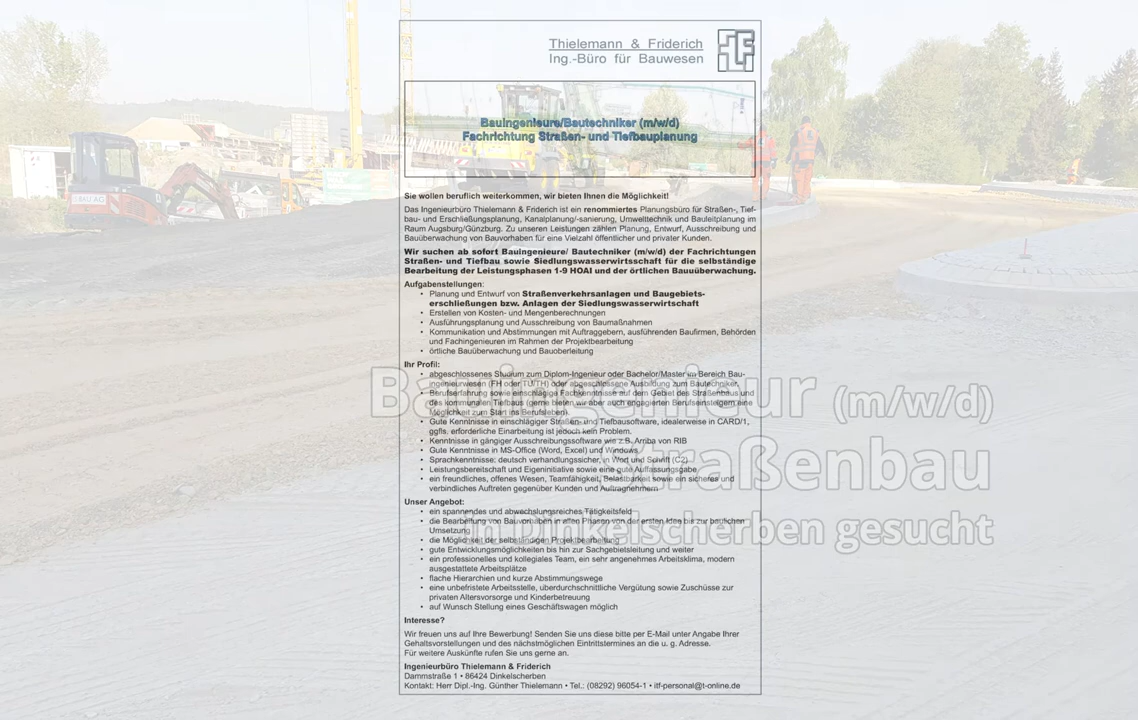 Thielemann & Friderich
Ing.-Büro für Bauwesen
Bauingenieure/Bautechniker (m/w/d)
Fachrichtung Straßen- und Tiefbauplanung
Sie wollen beruflich weiterkommen, wir bieten Ihnen die Möglichkeit!
Das Ingenieurbüro Thielemann & Friderich ist ein renommiertes Planungsbüro für Straßen-, Tief-
bau- und Erschließungsplanung, Kanalplanung/-sanierung, Umwelttechnik und Bauleitplanung im
Raum Augsburg/Günzburg. Zu unseren Leistungen zählen Planung, Entwurf, Ausschreibung und
Bauüberwachung von Bauvorhaben für eine Vielzahl öffentlicher und privater Kunden.
Wir suchen ab sofort Bauingenieure/ Bautechniker (m/w/d) der Fachrichtungen
Straßen- und Tiefbau sowie Siedlungswasserwirtsschaft für die selbständige
Bearbeitung der Leistungsphasen 1-9 HOAI und der örtlichen Bauuüberwachung.
Aufgabenstellungen:
• Planung und Entwurf von Straßenverkehrsanlagen und Baugebiets-
erschließungen bzw. Anlagen der Siedlungswasserwirtschaft
• Erstellen von Kosten- und Mengenberechnungen
• Ausführungsplanung und Ausschreibung von Baumaßnahmen
• Kommunikation und Abstimmungen mit Auftraggebern, ausführenden Baufirmen, Behörden
und Fachingenieuren im Rahmen der Projektbearbeitung
• örtliche Bauüberwachung und Bauoberleitung
Ihr Profil:
• abgeschlossenes Studium zum Diplom-Ingenieur oder Bachelor/Master im Bereich Bau-
ingenieurwesen (FH oder TU/TH) oder abgeschlossene Ausbildung zum Bautechniker,
• Berufserfahrung sowie einschlägige Fachkenntnisse auf dem Gebiet des Straßenbaus und
des kommunalen Tiefbau (gerne bieten wir aber auch engagierten Berufseinsteigern eine
Möglichkeit zum Start ins Berufsleben).
• Gute Kenntnisse in einschlägiger Straßen- und Tiefbausoftware, idealerweise in CARD/1,
ggfls. erforderliche Einarbeitung ist jedoch kein Problem.
• Kenntnisse in gängiger Ausschreibungssoftware wie z.B. Arriba von RIB
• Gute Kenntnisse in MS-Office (Word, Excel) und Windows
• Sprachkenntnisse: deutsch verhandlungssicher, in Wort und Schrift (C2)
• Leistungsbereitschaft und Eigeninitiative sowie eine gute Auffassungsgabe
• ein freundliches, offenes Wesen, Teamfähigkeit, Belastbarkeit sowie ein sicheres und
verbindliches Auftreten gegenüber Kunden und Auftragnehmern
Unser Angebot:
• ein spannendes und abwechslungsreiches Tätigkeitsfeld
• die Bearbeitung von Bauvorhaben in allen Phasen von der ersten Idee bis zur baulichen
Umsetzung
• die Möglichkeit der selbständigen Projektbearbeitung
• gute Entwicklungsmöglichkeiten bis hin zur Sachgebietsleitung und weiter
• ein professionelles und kollegiales Team, ein sehr angenehmes Arbeitsklima, modern
ausgestattete Arbeitsplätze
• flache Hierarchien und kurze Abstimmungswege
• eine unbefristete Arbeitsstelle, überdurchschnittliche Vergütung sowie Zuschüsse zur
privaten Altersvorsorge und Kinderbetreuung
• auf Wunsch Stellung eines Geschäftswagen möglich
Interesse?
Wir freuen uns auf Ihre Bewerbung! Senden Sie uns diese bitte per E-Mail unter Angabe Ihrer
Gehaltsvorstellungen und des nächstmöglichen Eintrittstermines an die u. g. Adresse.
Für weitere Auskünfte rufen Sie uns gerne an.
Ingenieurbüro Thielemann & Friderich
Dammstraße 1 • 86424 Dinkelscherben
Kontakt: Herr Dipl.-Ing. Günther Thielemann • Tel.: (08292) 96054-1 • itf-personal@t-online.de
Bauingenieur (m/w/d)
Straßenbau
in Dinkelscherben gesucht
BAU AG